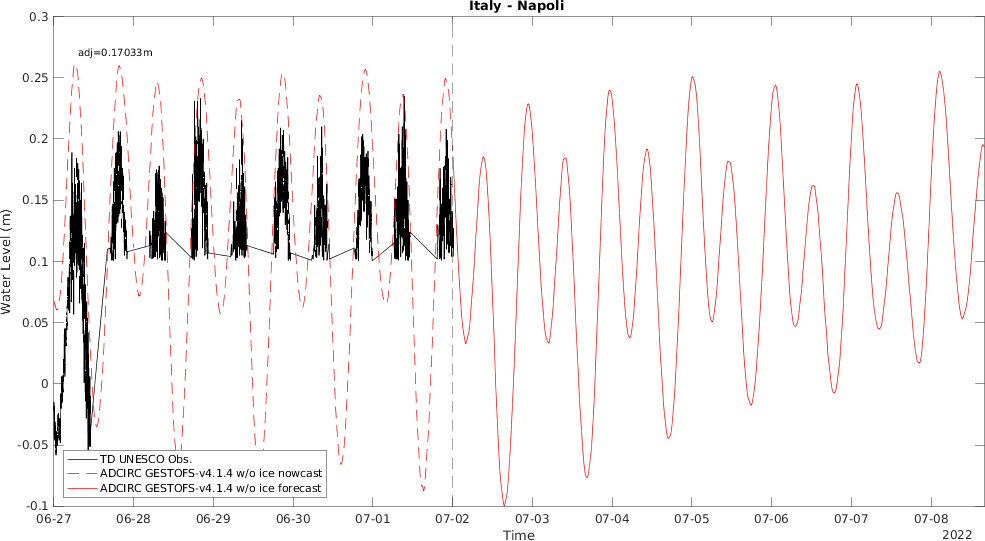 Italy - Napoli
adj=0.17033m
Water Level (m)
0.3
0.25
0.2
0.15
0.1
0.05
0
-0.05
-0.1
TD UNESCO Obs.
ADCIRC GESTOFS-v4.1.4 w/o ice nowcast
ADCIRC GESTOFS-v4.1.4 w/o ice forecast
06-27 06-28 06-29 06-30 07-01 07-02 07-03 07-04 07-05 07-06 07-07 07-08
Time
2022